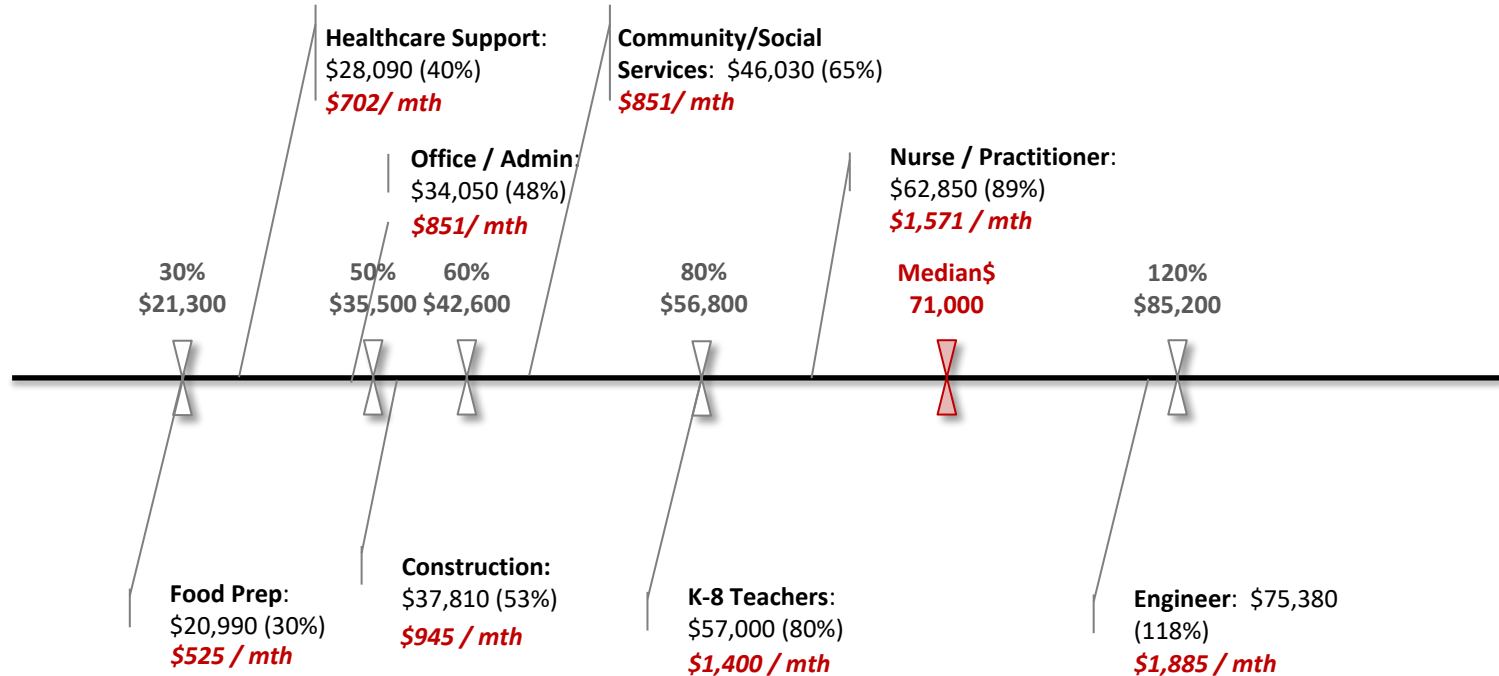 Healthcare Support:
$28,090 (40%)
$702/ mth
Community/Social
Services: $46,030 (65%)
$851/ mth
Office / Admin:
$34,050 (48%)
$851/ mth
Nurse / Practitioner:
$62,850 (89%)
$1,571 / mth
30%
$21,300
50%
$35,500
60%
$42,600
80%
$56,800
Median$
71,000
120%
$85,200
Food Prep:
$20,990 (30%)
$525 / mth
Construction:
$37,810 (53%)
$945 / mth
K-8 Teachers:
$57,000 (80%)
$1,400 / mth
Engineer: $75,380
(118%)
$1,885 / mth